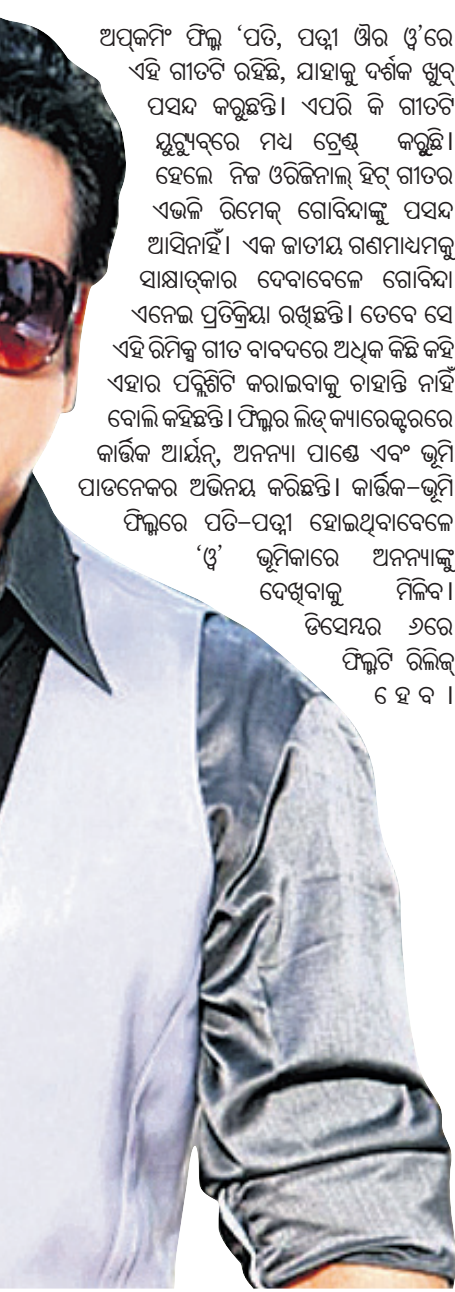 ଅପ୍‌କମିଂ ଫିଲ୍ମ ‘ପତି, ପତ୍ନୀ ଔର ୱ’ରେ
ଏହି ଗୀତଟି ରହିଛି, ଯାହାକୁ ଦର୍ଶକ ଖୁବ୍
ପସନ୍ଦ କରୁଛନ୍ତି। ଏପରି କି ଗୀତଟି
ୟୁଟ୍ୟୁବ୍‌ରେ ମଧ୍ୟ ଟ୍ରେଣ୍ଡ୍ କରୁଛି।
ହେଲେ ନିଜ ଓରିଜିନାଲ୍ ହିଟ୍ ଗୀତର
ଏଭଳି ରିମେକ୍ ଗୋବିନ୍ଦାଙ୍କୁ ପସନ୍ଦ
ଆସିନାହିଁ। ଏକ ଜାତୀୟ ଗଣମାଧ୍ୟମକୁ
ସାକ୍ଷାତ୍‌କାର ଦେବାବେଳେ ଗୋବିନ୍ଦା
ଏନେଇ ପ୍ରତିକ୍ରିୟା ରଖିଛନ୍ତି। ତେବେ ସେ
ଏହି ରିମିକ୍ସ ଗୀତ ବାବଦରେ ଅଧିକ କିଛି କହି
ଏହାର ପବ୍ଲିଶିଟି କରାଇବାକୁ ଚାହାନ୍ତି ନାହିଁ
ବୋଲି କହିଛନ୍ତି। ଫିଲ୍ମର ଲିଡ୍ କ୍ୟାରେକ୍ଟରରେ
କାର୍ତ୍ତିକ ଆର୍ୟନ୍, ଅନନ୍ୟା ପାଣ୍ଡେ ଏବଂ ଭୂମି
ପାଡନେକର ଅଭିନୟ କରିଛନ୍ତି। କାର୍ତ୍ତିକ–ଭୂମି
ଫିଲ୍ମରେ ପତି–ପତ୍ନୀ ହୋଇଥିବାବେଳେ
‘ୱ’ ଭୂମିକାରେ ଅନନ୍ୟାଙ୍କୁ
ଦେଖିବାକୁ ମିଳିବ।
ଡିସେମ୍ବର ୬ରେ
ଫିଲ୍ମଟି ରିଲିଜ୍
ହେବ।